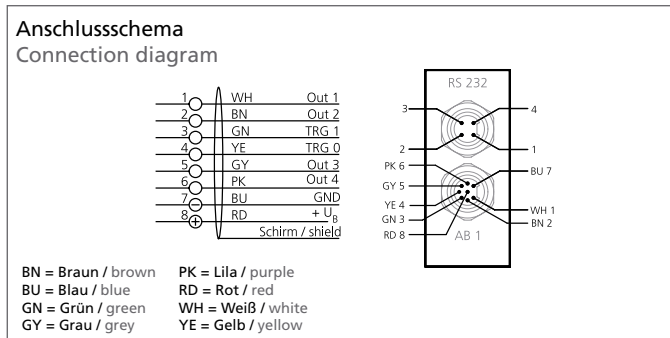 Anschlussschema
Connection diagram
1 WH Out 1
2 BN Out 2
3 GN TRG 1
4 YE TRG 0
5 GY Out 3
6 PK Out 4
7 BU GND
8 RD + UB
Schirm / shield
RS 232
3 4
2 1
PK 6
BU 7
GY 5
YE 4
WH 1
GN 3
BN 2
RD 8
AB 1
BN = Braun / brown PK = Lila / purple
BU = Blau / blue RD = Rot / red
GN = Grün / green WH = Weiß / white
GY = Grau / grey YE = Gelb / yellow